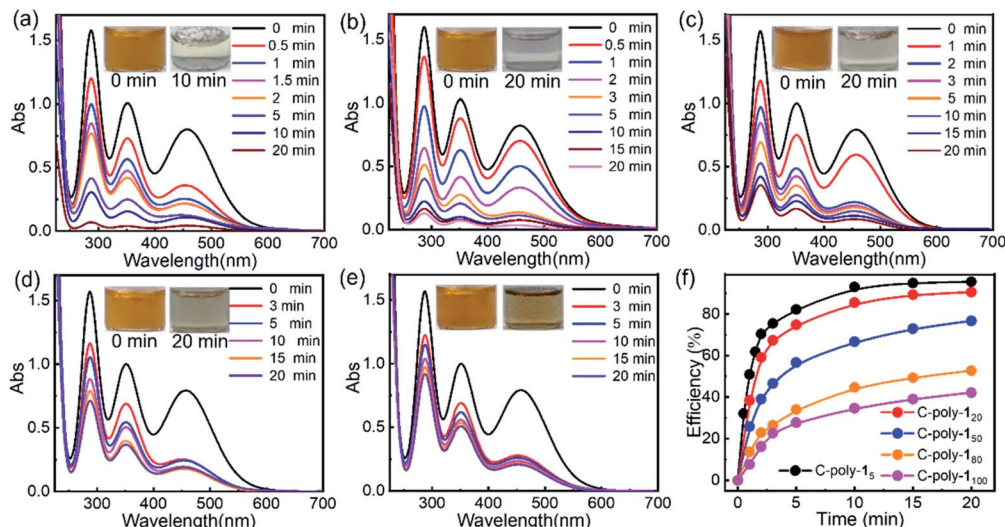 (a)
1.5
1.0
0.5
0.0
Abs
300 400 500 600 700
Wavelength(nm)
0 min 10 min
0 min
0.5 min
1 min
1.5 min
2 min
5 min
10 min
20 min
(b)
1.5
1.0
0.5
0.0
Abs
300 400 500 600 700
Wavelength(nm)
0 min 20 min
0 min
0.5 min
1 min
2 min
3 min
5 min
10 min
15 min
20 min
(c)
1.5
1.0
0.5
0.0
Abs
300 400 500 600 700
Wavelength(nm)
0 min 20 min
0 min
1 min
2 min
3 min
5 min
10 min
15 min
20 min
(d)
1.5
1.0
0.5
0.0
Abs
300 400 500 600 700
Wavelength(nm)
0 min 20 min
0 min
3 min
5 min
10 min
15 min
20 min
(e)
1.5
1.0
0.5
0.0
Abs
300 400 500 600 700
Wavelength(nm)
0 min 20 min
0 min
3 min
5 min
10 min
15 min
20 min
(f)
80
60
40
20
0
Efficiency (%)
0 5 10 15 20
Time (min)
C-poly-1₅
C-poly-1₂₀
C-poly-1₅₀
C-poly-1₈₀
C-poly-1₁₀₀